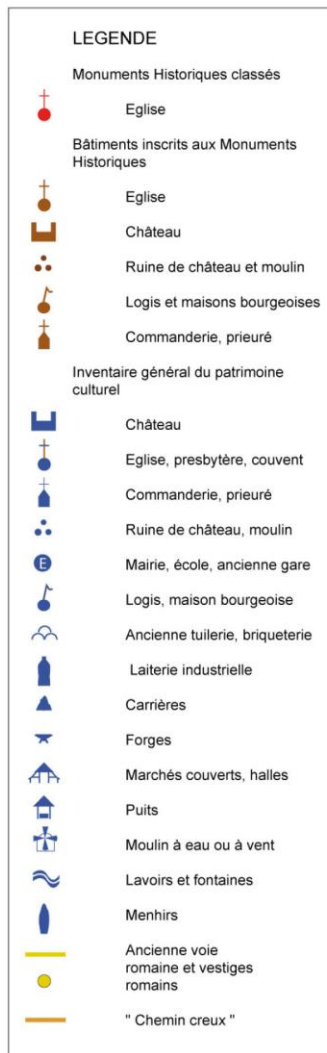 LEGENDE
Monuments Historiques classés
Eglise
Bâtiments inscrits aux Monuments
Historiques
Eglise
Château
Ruine de château et moulin
Logis et maisons bourgeoises
Commanderie, prieuré
Inventaire général du patrimoine
culturel
Château
Eglise, presbytère, couvent
Commanderie, prieuré
Ruine de château, moulin
E Mairie, école, ancienne gare
Logis, maison bourgeoise
Ancienne tuilerie, briqueterie
Laiterie industrielle
Carrières
Forges
Marchés couverts, halles
Puits
Moulin à eau ou à vent
Lavoirs et fontaines
Menhirs
Ancienne voie
romaine et vestiges
romains
" Chemin creux "